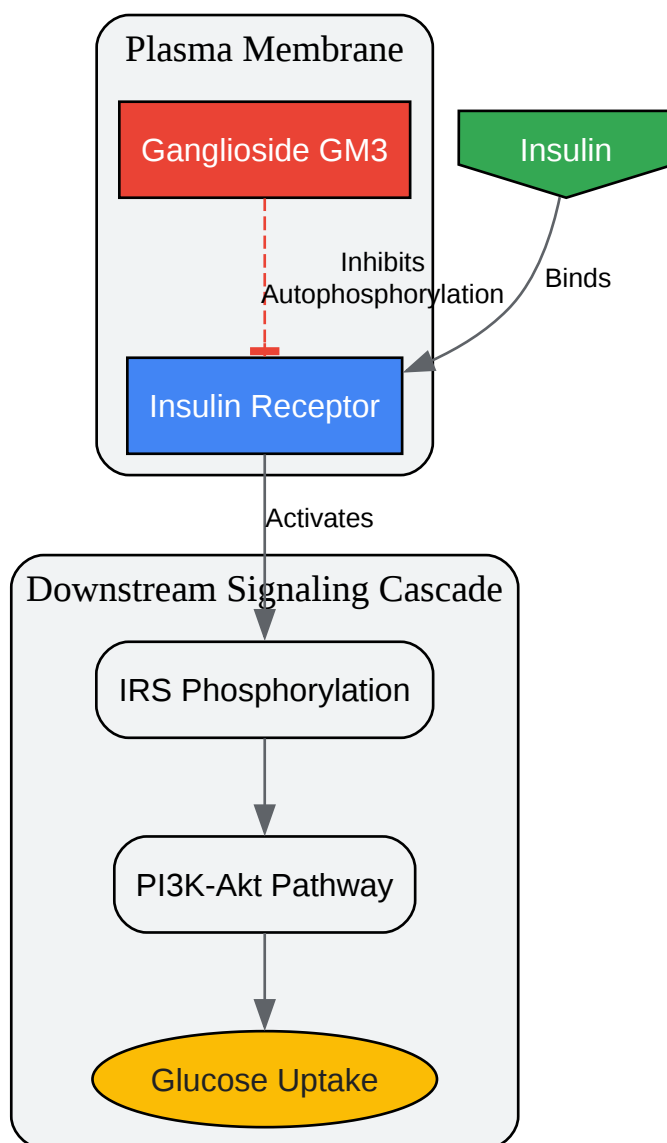 Plasma Membrane
Ganglioside GM3
Insulin
Inhibits
Autophosphorylation
Binds
Insulin Receptor
Activates
Downstream Signaling Cascade
IRS Phosphorylation
PI3K-Akt Pathway
Glucose Uptake